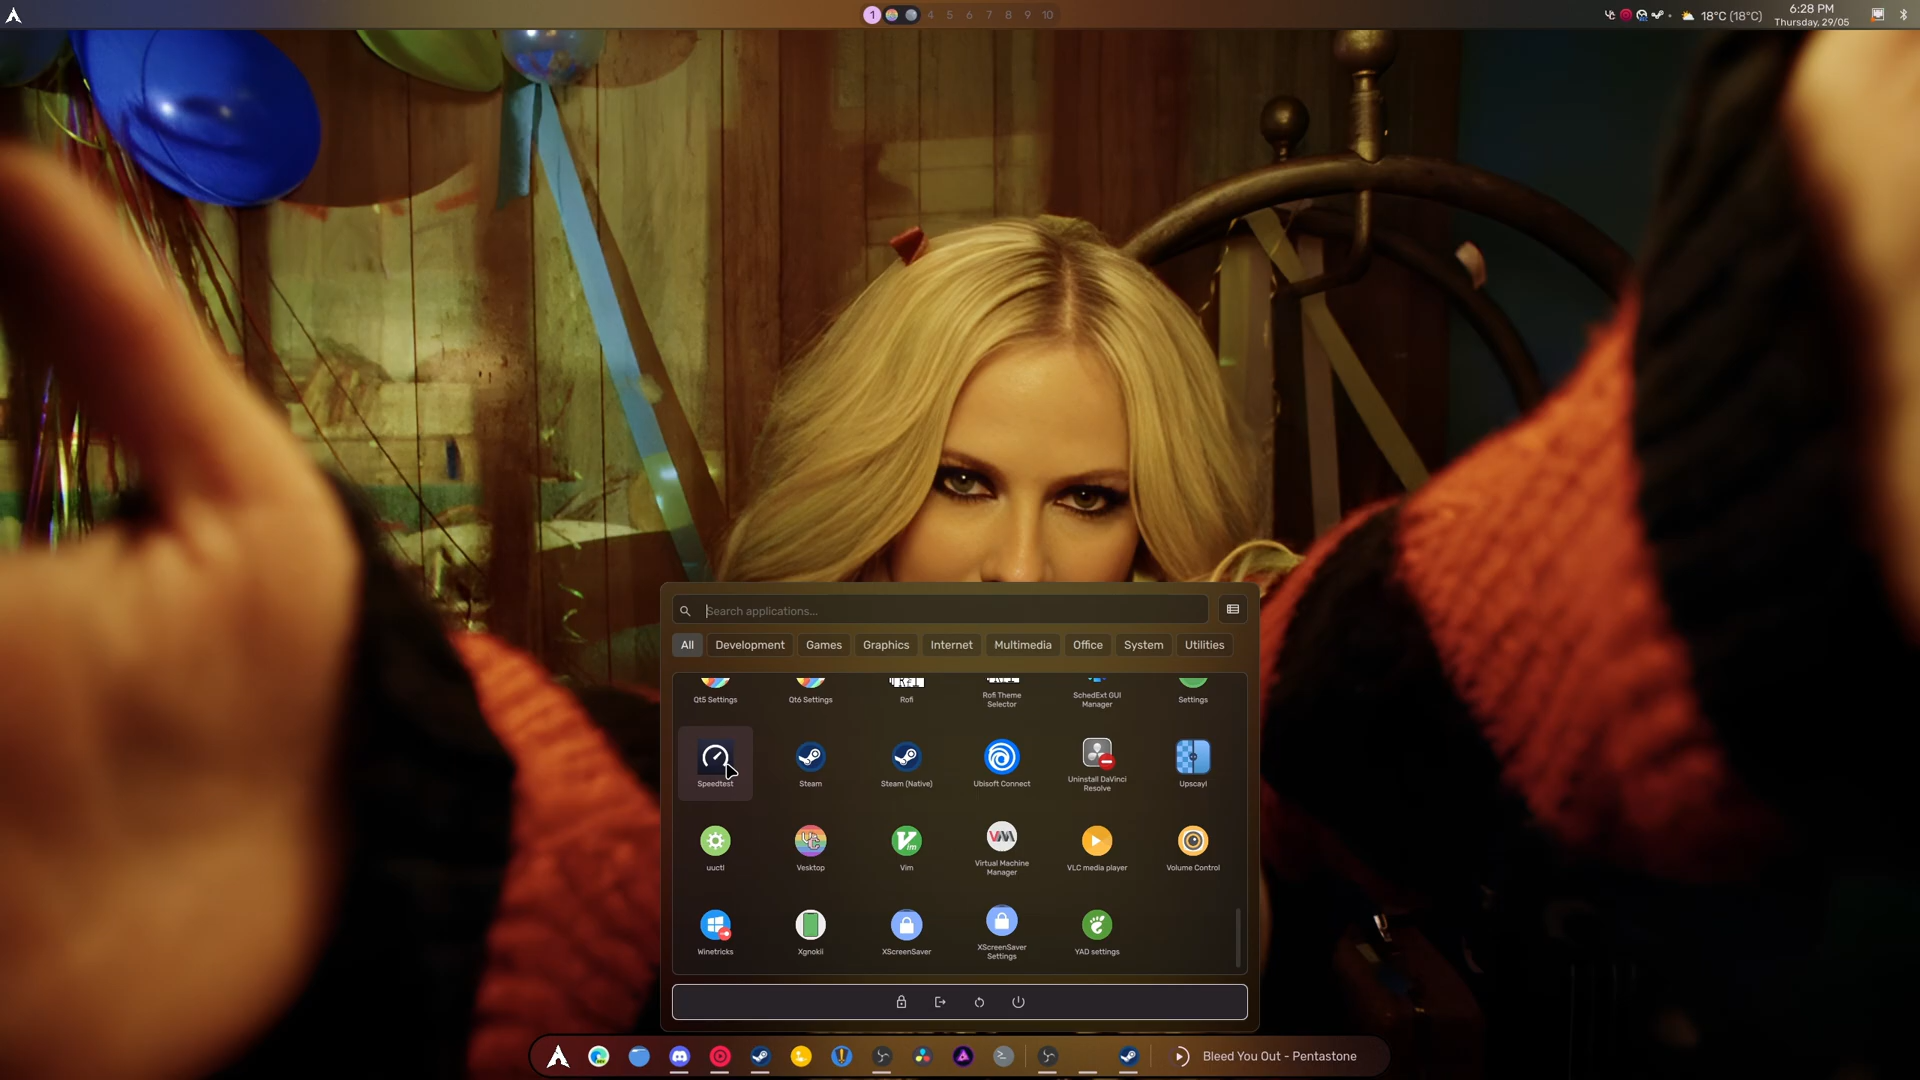 1 4 5 6 7 8 9 10
18°C (18°C)
6:28 PM
Thursday, 29/05
Search applications...
All Development Games Graphics Internet Multimedia Office System Utilities
Qt5 Settings Qt6 Settings Rofi Rofi Theme Selector SchedExt GUI Manager Settings
Speedtest Steam Steam (Native) Ubisoft Connect Uninstall DaVinci Resolve Upscayl
uuctl Vesktop Vim Virtual Machine Manager VLC media player Volume Control
Winetricks Xgnokii XScreenSaver XScreenSaver Settings YAD settings
Bleed You Out - Pentastone